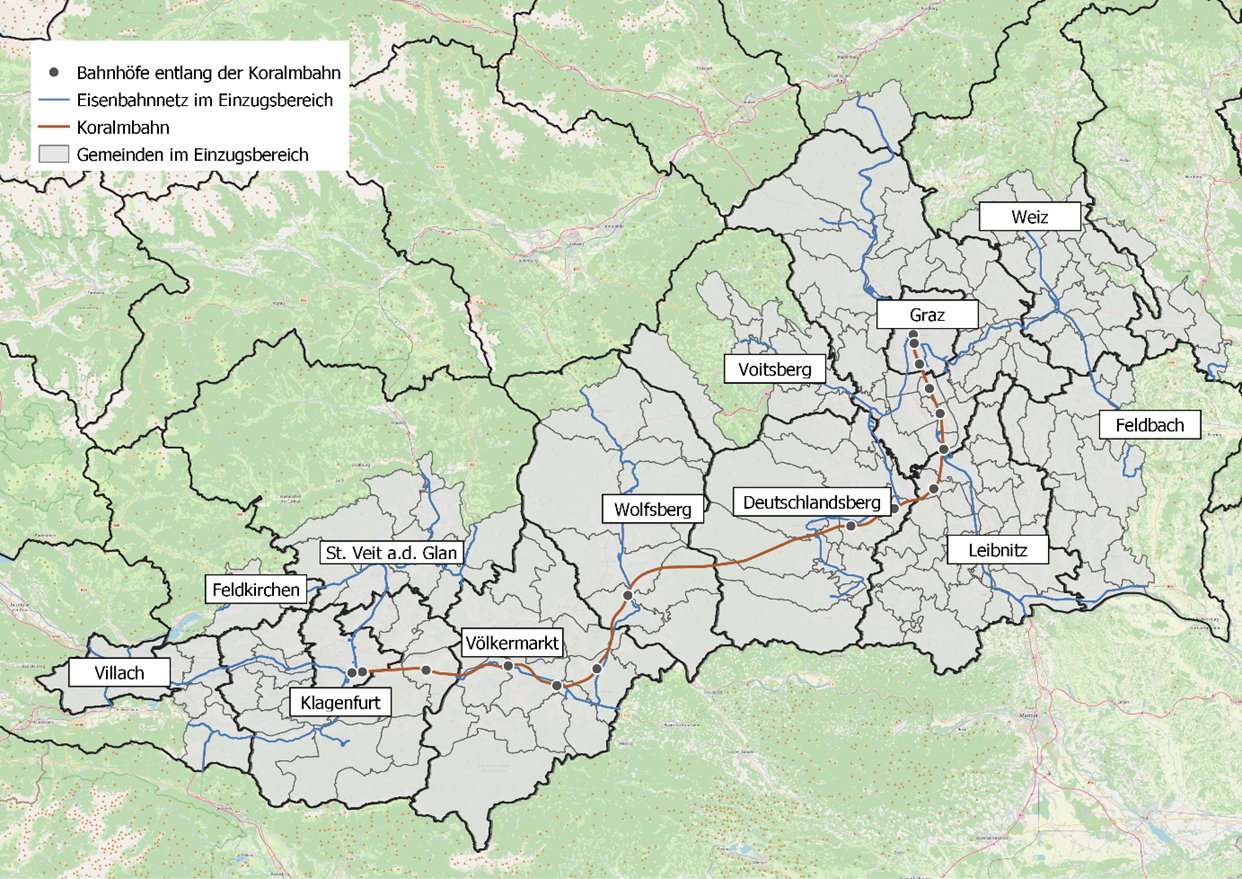 Bahnhöfe entlang der Koralmbahn
Eisenbahnnetz im Einzugsbereich
Koralmbahn
Gemeinden im Einzugsbereich
Weiz
Graz
Voitsberg
Feldbach
Deutschlandsberg
Wolfsberg
Leibnitz
St. Veit a.d. Glan
Feldkirchen
Völkermarkt
Villach
Klagenfurt